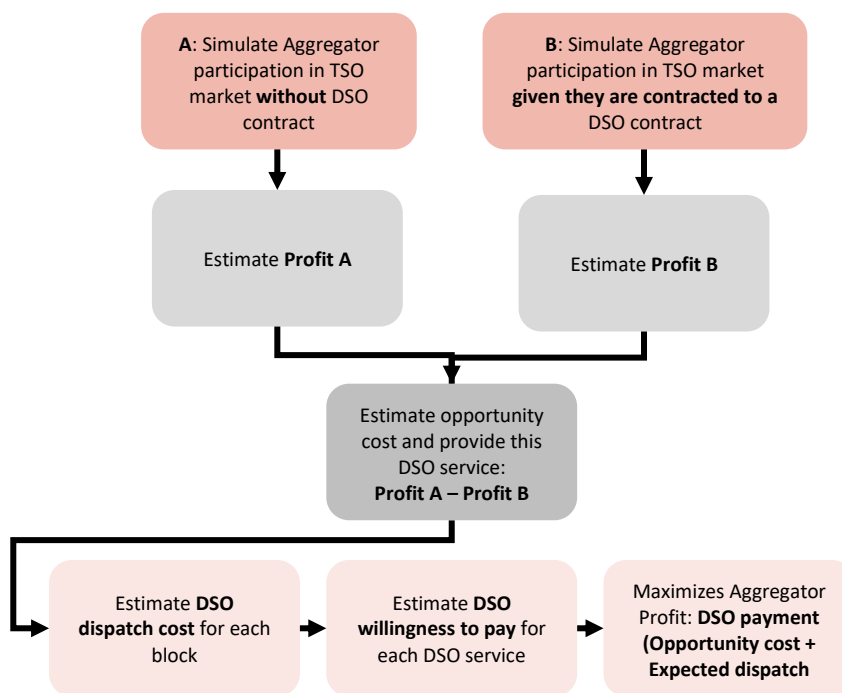 A: Simulate Aggregator
participation in TSO
market without DSO
contract
B: Simulate Aggregator
participation in TSO market
given they are contracted to a
DSO contract
Estimate Profit A
Estimate Profit B
Estimate opportunity
cost and provide this
DSO service:
Profit A – Profit B
Estimate DSO
dispatch cost for each
block
Estimate DSO
willingness to pay for
each DSO service
Maximizes Aggregator
Profit: DSO payment
(Opportunity cost +
Expected dispatch